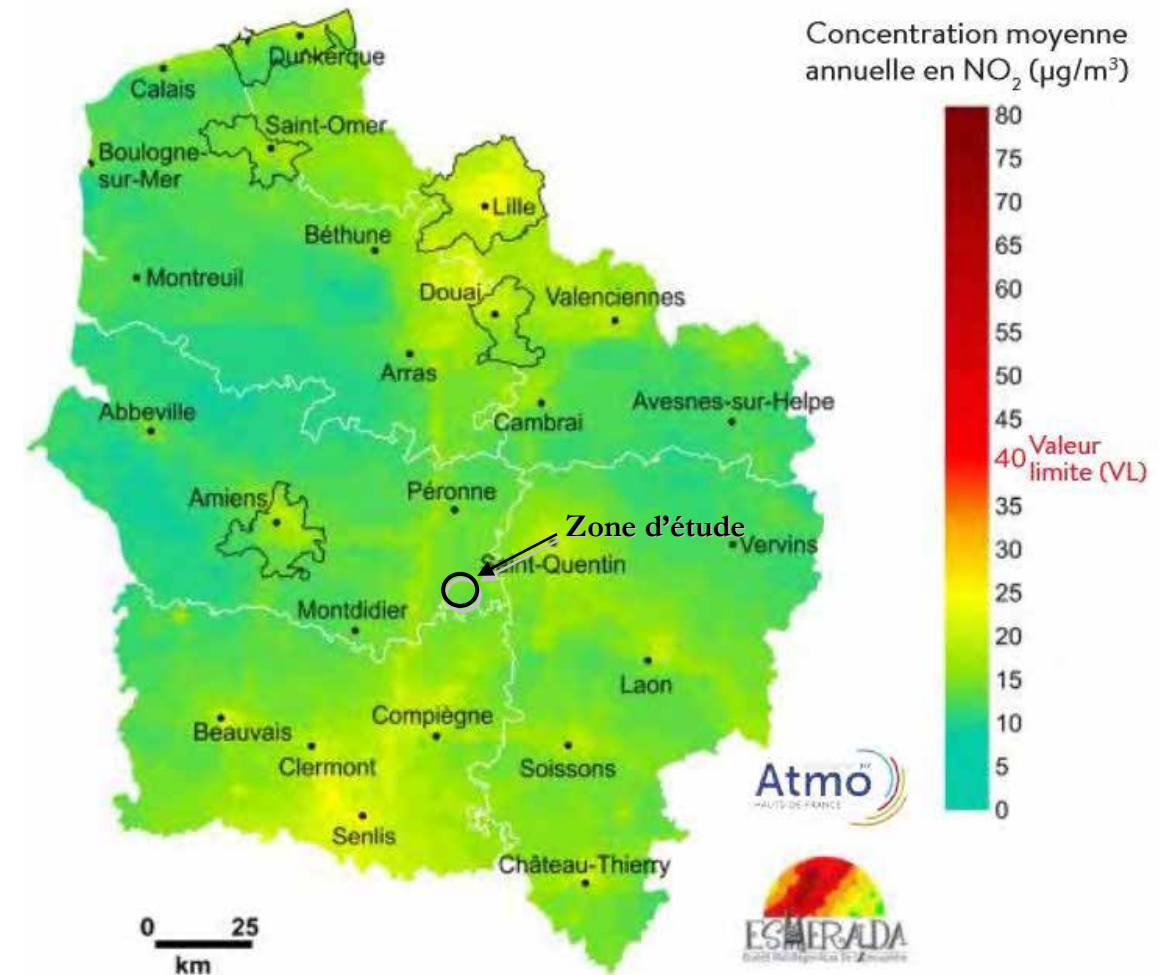 Concentration moyenne
annuelle en NO₂ (µg/m³)
Dunkerque
Calais
Saint-Omer
Boulogne-
sur-Mer
Lille
Béthune
Montreuil
Douai
Valenciennes
Arras
Abbeville
Cambrai
Avesnes-sur-Helpe
Amiens
Péronne
Zone d'étude
Vervins
Saint-Quentin
Montdidier
Laon
Beauvais
Compiègne
Clermont
Soissons
Senlis
Château-Thierry
80
75
70
65
60
55
50
45
40 Valeur
limite (VL)
35
30
25
20
15
10
5
0
Atmo
HAUTS-DE-FRANCE
ESMERALDA
0 25
km